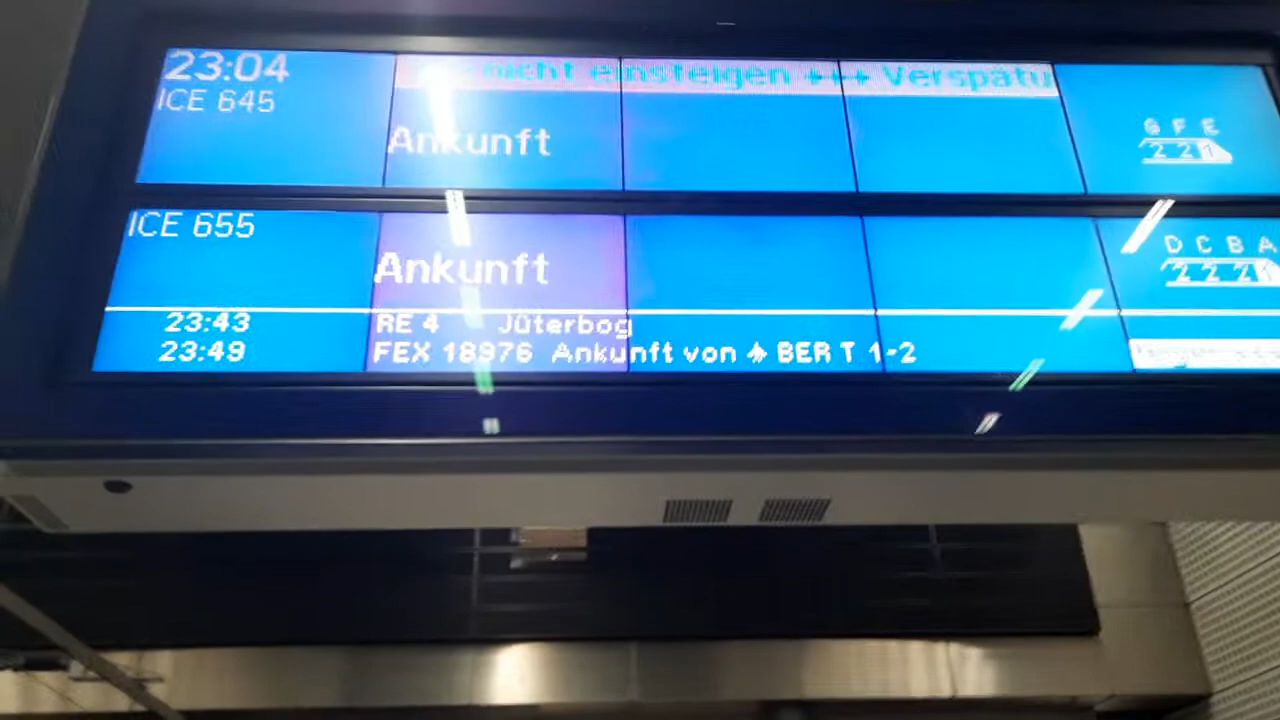 23:04
nicht einsteigen +++ Verspätu
ICE 645
Ankunft
G F E
2 2 1
ICE 655
Ankunft
D C B A
2 2 2 1
23:43 RE 4 Jüterbog
23:49 FEX 18976 Ankunft von BER T 1-2